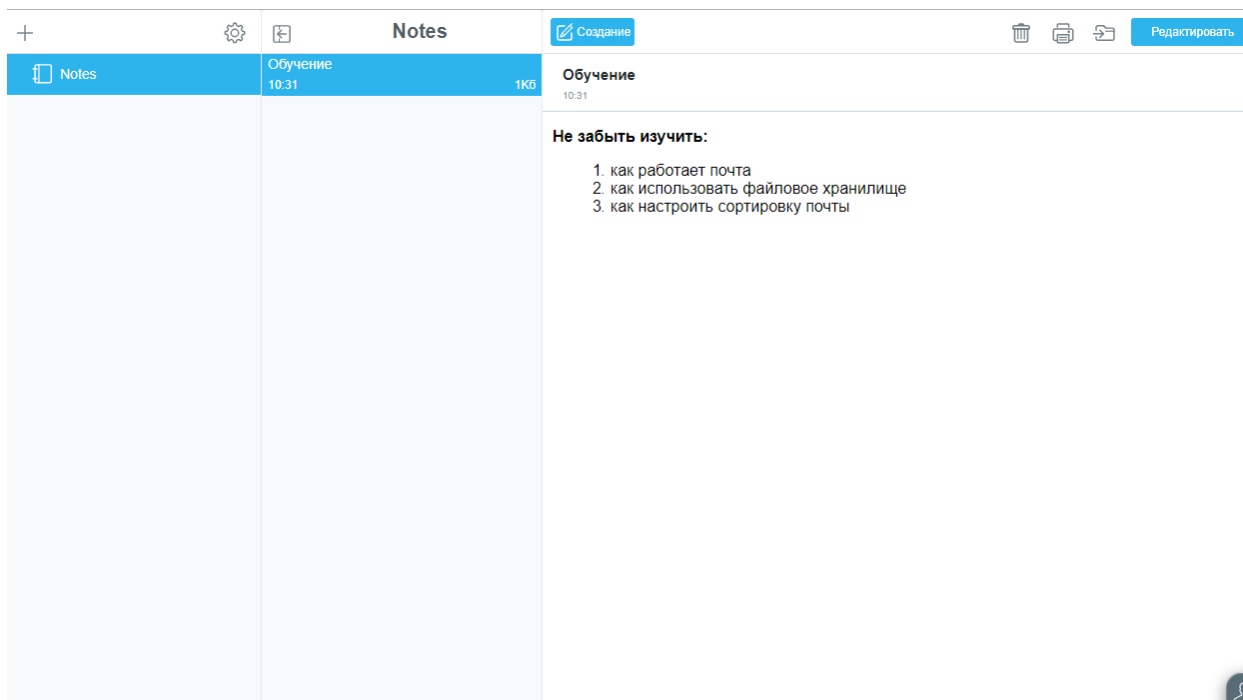 Notes
Создание
Редактировать
Notes
Обучение
10:31
1Кб
Обучение
10:31
Не забыть изучить:
1. как работает почта
2. как использовать файловое хранилище
3. как настроить сортировку почты